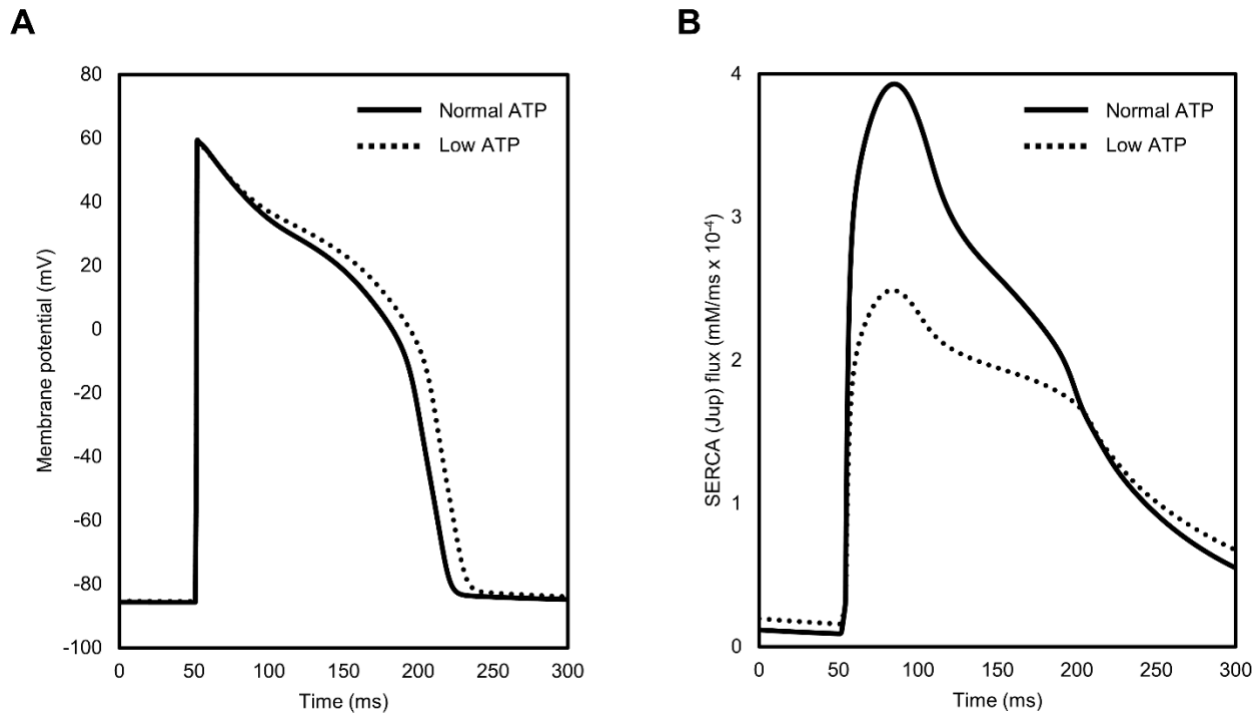 A
B
80
60
40
20
0
-20
-40
-60
-80
-100
Membrane potential (mV)
Normal ATP
Low ATP
0 50 100 150 200 250 300
Time (ms)
4
3
2
1
0
SERCA (Jup) flux (mM/ms x 10⁻⁴)
Normal ATP
Low ATP
0 50 100 150 200 250 300
Time (ms)